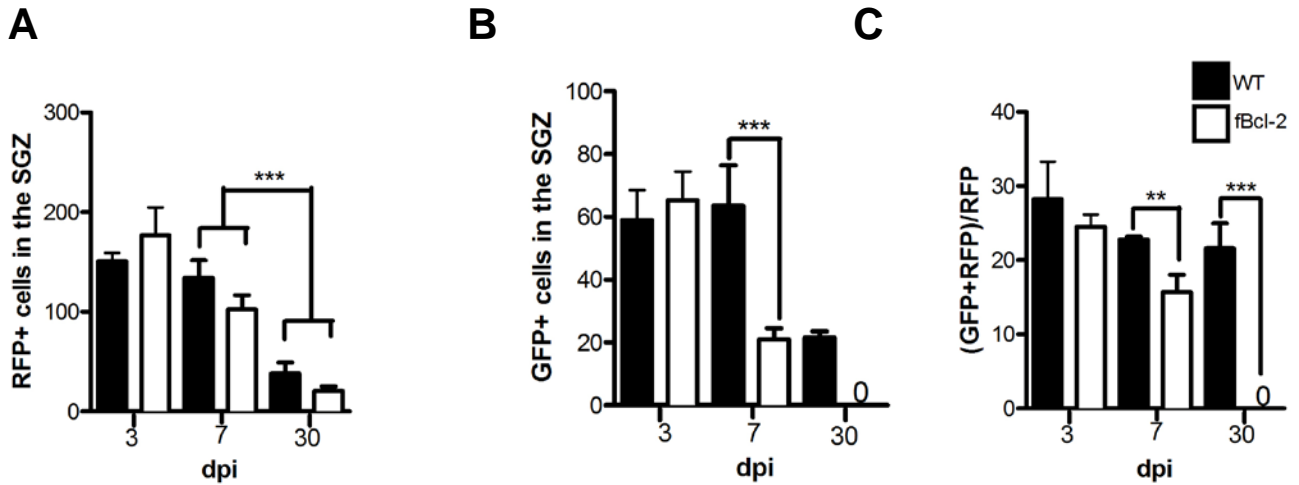 A
B
C
RFP+ cells in the SGZ
300
200
100
0
***
3
7
30
dpi
GFP+ cells in the SGZ
100
80
60
40
20
0
***
0
3
7
30
dpi
WT
fBcl-2
(GFP+RFP)/RFP
40
30
20
10
0
**
***
0
3
7
30
dpi